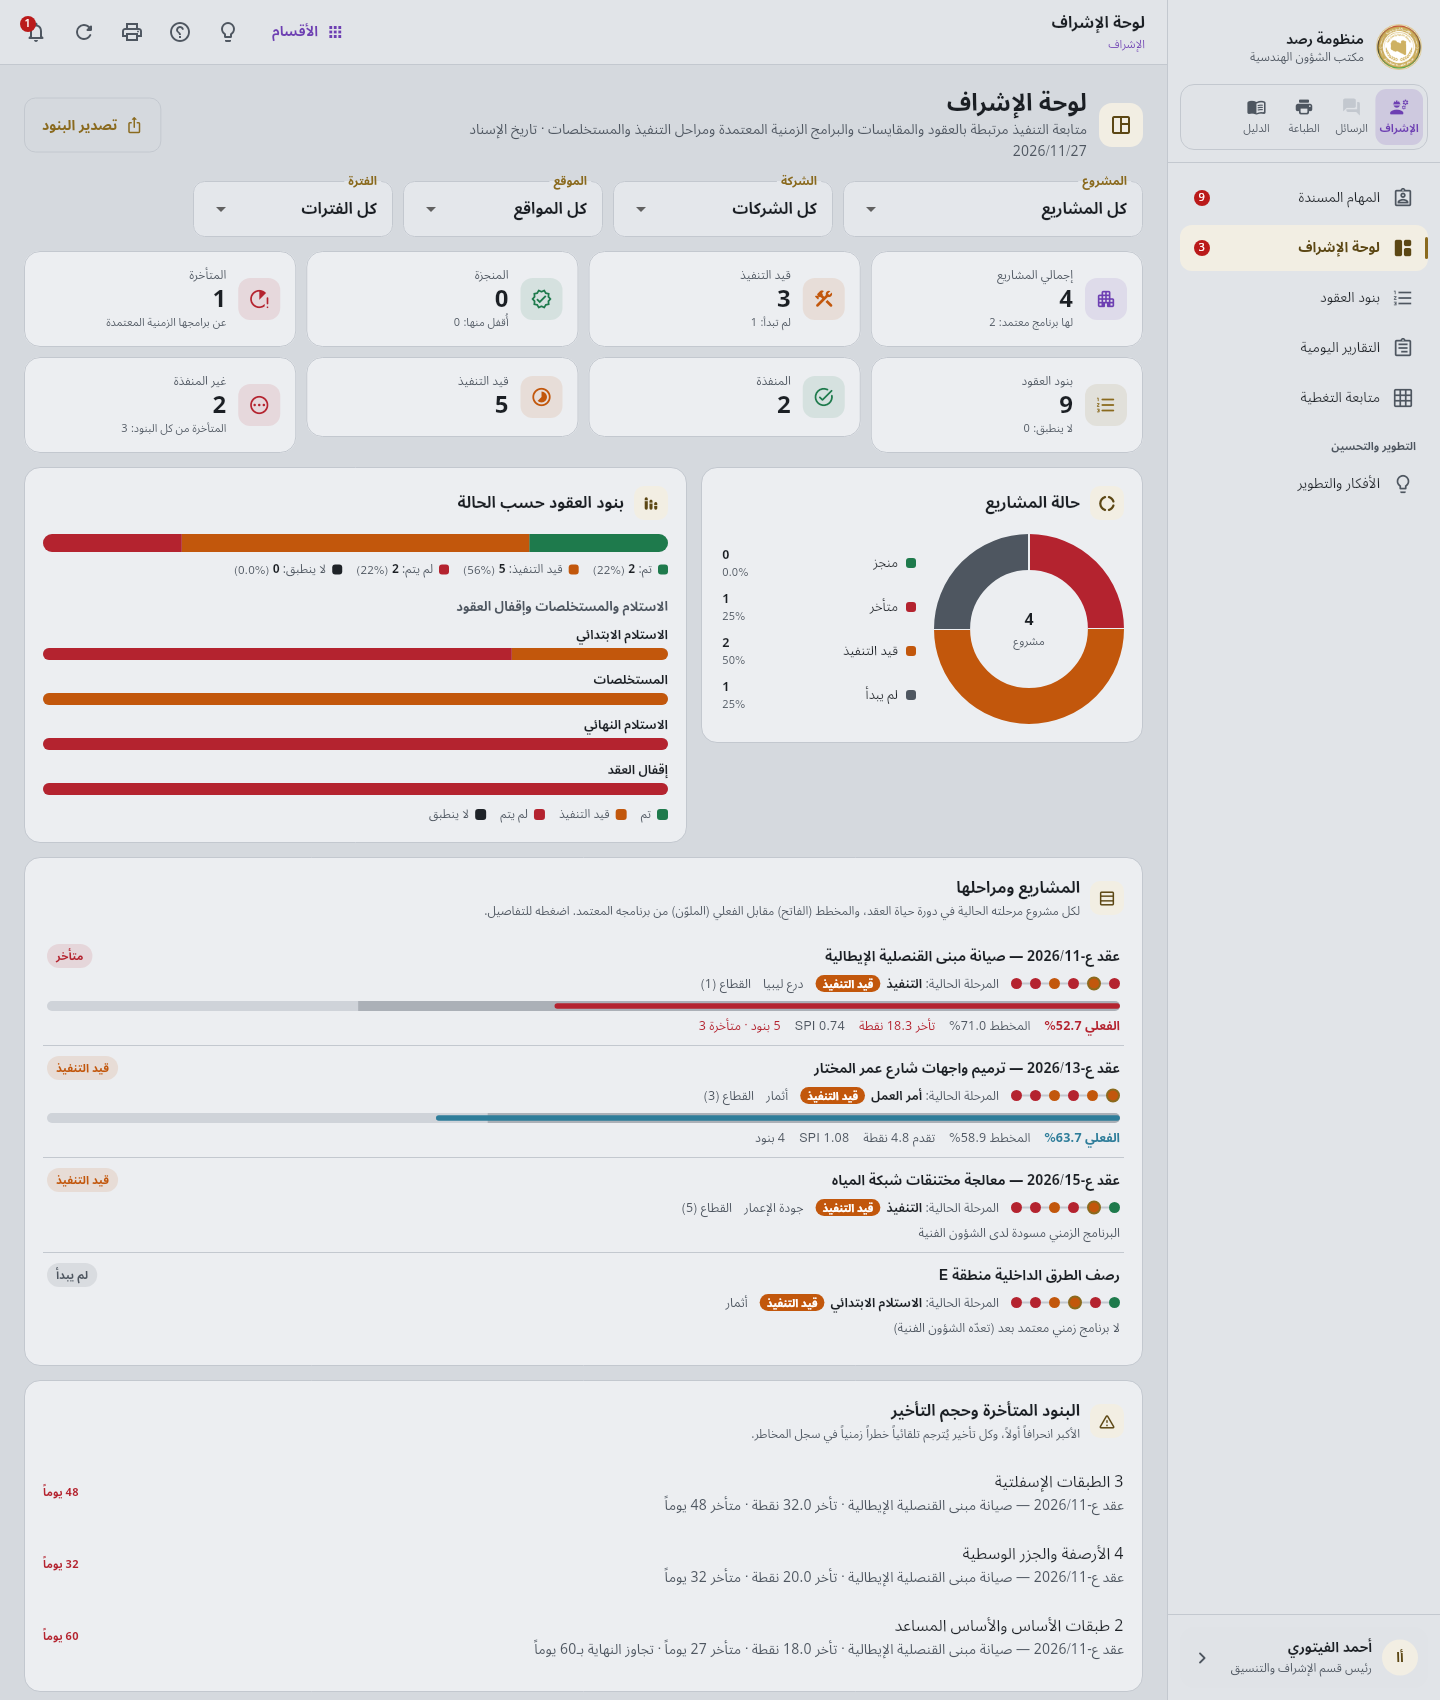 منظومة رصد
مكتب الشؤون الهندسية
الإشراف
الرسائل
الطباعة
الدليل
المهام المسندة
9
لوحة الإشراف
3
بنود العقود
التقارير اليومية
متابعة التغطية
التطوير والتحسين
الأفكار والتطوير
أا
أحمد الفيتوري
رئيس قسم الإشراف والتنسيق
لوحة الإشراف
الإشراف
الأقسام
1
لوحة الإشراف
متابعة التنفيذ مرتبطة بالعقود والمقايسات والبرامج الزمنية المعتمدة ومراحل التنفيذ والمستخلصات · تاريخ الإسناد
2026/11/27
تصدير البنود
المشروع
كل المشاريع
الشركة
كل الشركات
الموقع
كل المواقع
الفترة
كل الفترات
إجمالي المشاريع
4
لها برنامج معتمد: 2
قيد التنفيذ
3
لم تبدأ: 1
المنجزة
0
أُقفل منها: 0
المتأخرة
1
عن برامجها الزمنية المعتمدة
بنود العقود
9
لا ينطبق: 0
المنفذة
2
قيد التنفيذ
5
غير المنفذة
2
المتأخرة من كل البنود: 3
حالة المشاريع
4
مشروع
منجز
0
0.0%
متأخر
1
25%
قيد التنفيذ
2
50%
لم يبدأ
1
25%
بنود العقود حسب الحالة
تم: 2 (22%)
قيد التنفيذ: 5 (56%)
لم يتم: 2 (22%)
لا ينطبق: 0 (0.0%)
الاستلام والمستخلصات وإقفال العقود
الاستلام الابتدائي
المستخلصات
الاستلام النهائي
إقفال العقد
تم
قيد التنفيذ
لم يتم
لا ينطبق
المشاريع ومراحلها
لكل مشروع مرحلته الحالية في دورة حياة العقد، والمخطط (الفاتح) مقابل الفعلي (الملوّن) من برنامجه المعتمد. اضغطه للتفاصيل.
عقد ع-2026/11 — صيانة مبنى القنصلية الإيطالية
متأخر
المرحلة الحالية: التنفيذ قيد التنفيذ درع ليبيا القطاع (1)
الفعلي 52.7% المخطط 71.0% تأخر 18.3 نقطة SPI 0.74 5 بنود · متأخرة 3
عقد ع-2026/13 — ترميم واجهات شارع عمر المختار
قيد التنفيذ
المرحلة الحالية: أمر العمل قيد التنفيذ أثمار القطاع (3)
الفعلي 63.7% المخطط 58.9% تقدم 4.8 نقطة SPI 1.08 4 بنود
عقد ع-2026/15 — معالجة مختنقات شبكة المياه
قيد التنفيذ
المرحلة الحالية: التنفيذ قيد التنفيذ جودة الإعمار القطاع (5)
البرنامج الزمني مسودة لدى الشؤون الفنية
رصف الطرق الداخلية منطقة E
لم يبدأ
المرحلة الحالية: الاستلام الابتدائي قيد التنفيذ أثمار
لا برنامج زمني معتمد بعد (تعدّه الشؤون الفنية)
البنود المتأخرة وحجم التأخير
الأكبر انحرافاً أولاً، وكل تأخير يُترجم تلقائياً خطراً زمنياً في سجل المخاطر.
3 الطبقات الإسفلتية
عقد ع-2026/11 — صيانة مبنى القنصلية الإيطالية · تأخر 32.0 نقطة · متأخر 48 يوماً
48 يوماً
4 الأرصفة والجزر الوسطية
عقد ع-2026/11 — صيانة مبنى القنصلية الإيطالية · تأخر 20.0 نقطة · متأخر 32 يوماً
32 يوماً
2 طبقات الأساس والأساس المساعد
عقد ع-2026/11 — صيانة مبنى القنصلية الإيطالية · تأخر 18.0 نقطة · متأخر 27 يوماً · تجاوز النهاية بـ60 يوماً
60 يوماً